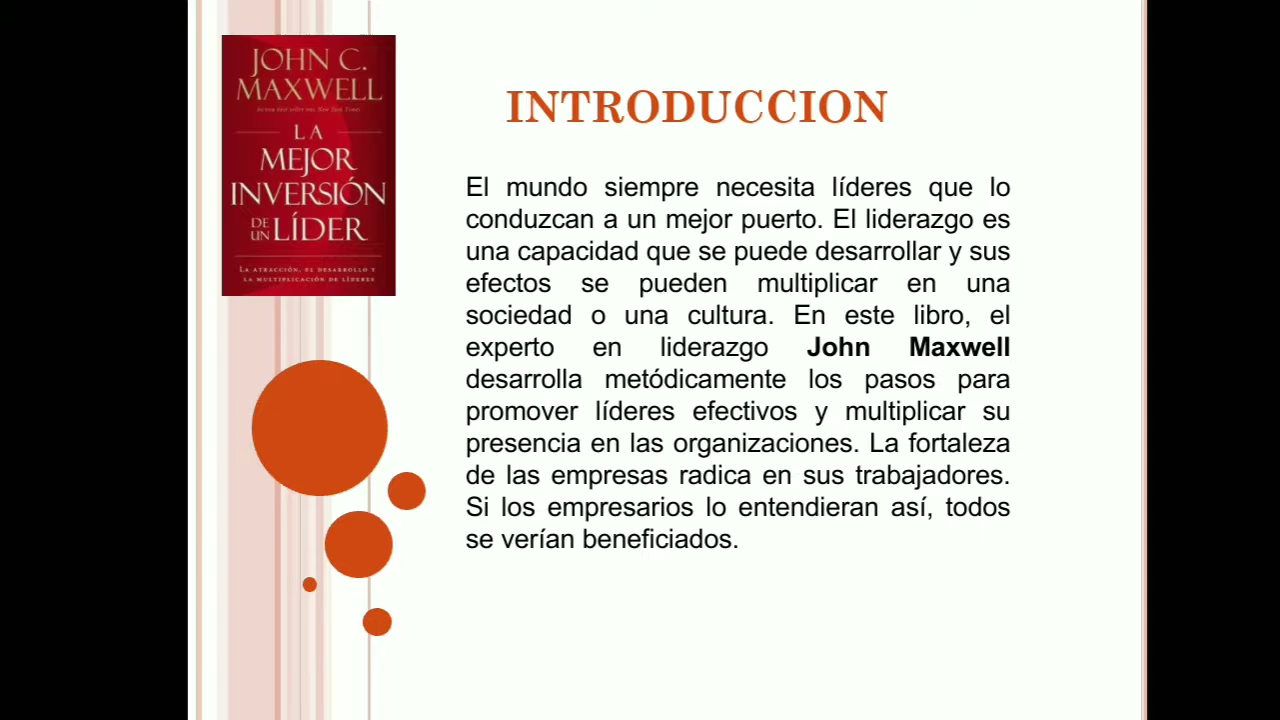 JOHN C.
MAXWELL
LA
MEJOR
INVERSIÓN
DE UN LÍDER
LA ATRACCIÓN, EL DESARROLLO Y
LA MULTIPLICACIÓN DE LÍDERES
INTRODUCCION
El mundo siempre necesita líderes que lo
conduzcan a un mejor puerto. El liderazgo es
una capacidad que se puede desarrollar y sus
efectos se pueden multiplicar en una
sociedad o una cultura. En este libro, el
experto en liderazgo John Maxwell
desarrolla metódicamente los pasos para
promover líderes efectivos y multiplicar su
presencia en las organizaciones. La fortaleza
de las empresas radica en sus trabajadores.
Si los empresarios lo entendieran así, todos
se verían beneficiados.